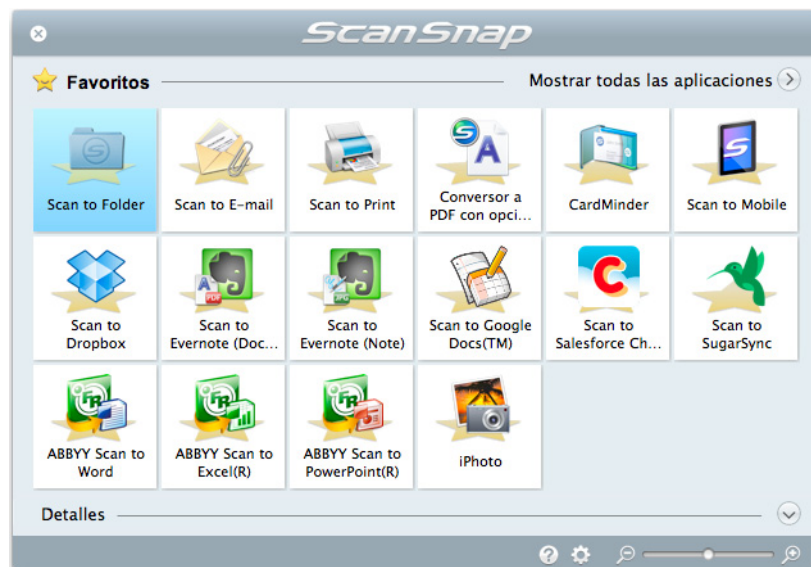 ScanSnap
Favoritos
Mostrar todas las aplicaciones
Scan to Folder
Scan to E-mail
Scan to Print
Conversor a
PDF con opci...
CardMinder
Scan to Mobile
Scan to
Dropbox
Scan to
Evernote (Doc...
Scan to
Evernote (Note)
Scan to Google
Docs(TM)
Scan to
Salesforce Ch...
Scan to
SugarSync
ABBYY Scan to
Word
ABBYY Scan to
Excel(R)
ABBYY Scan to
PowerPoint(R)
iPhoto
Detalles